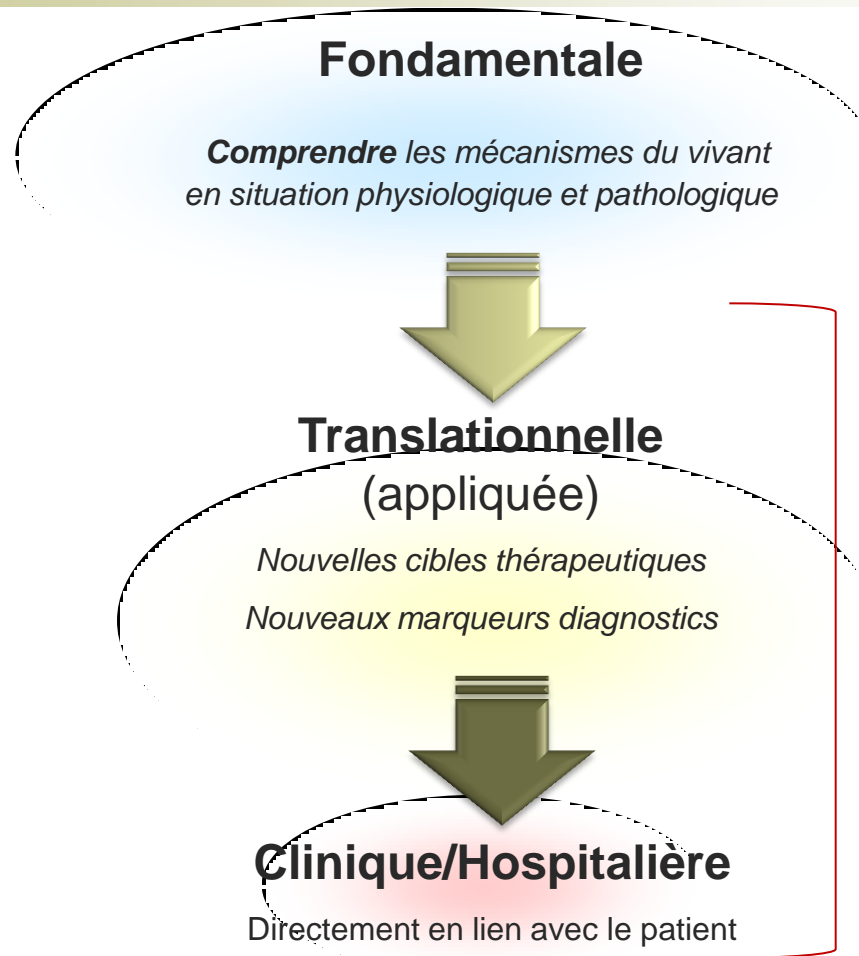 Fondamentale
Comprendre les mécanismes du vivant
en situation physiologique et pathologique
Translationnelle
(appliquée)
Nouvelles cibles thérapeutiques
Nouveaux marqueurs diagnostics
Clinique/Hospitalière
Directement en lien avec le patient